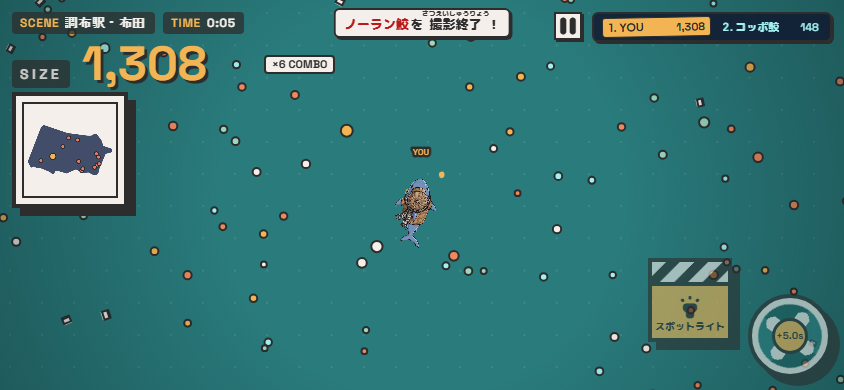 SCENE 調布駅 - 布田
TIME 0:05
さつえいしゅうりょう
ノーラン鮫を 撮影終了 !
1. YOU 1,308 2. コッポ鮫 148
SIZE 1,308
×6 COMBO
YOU
スポットライト
+5.0s